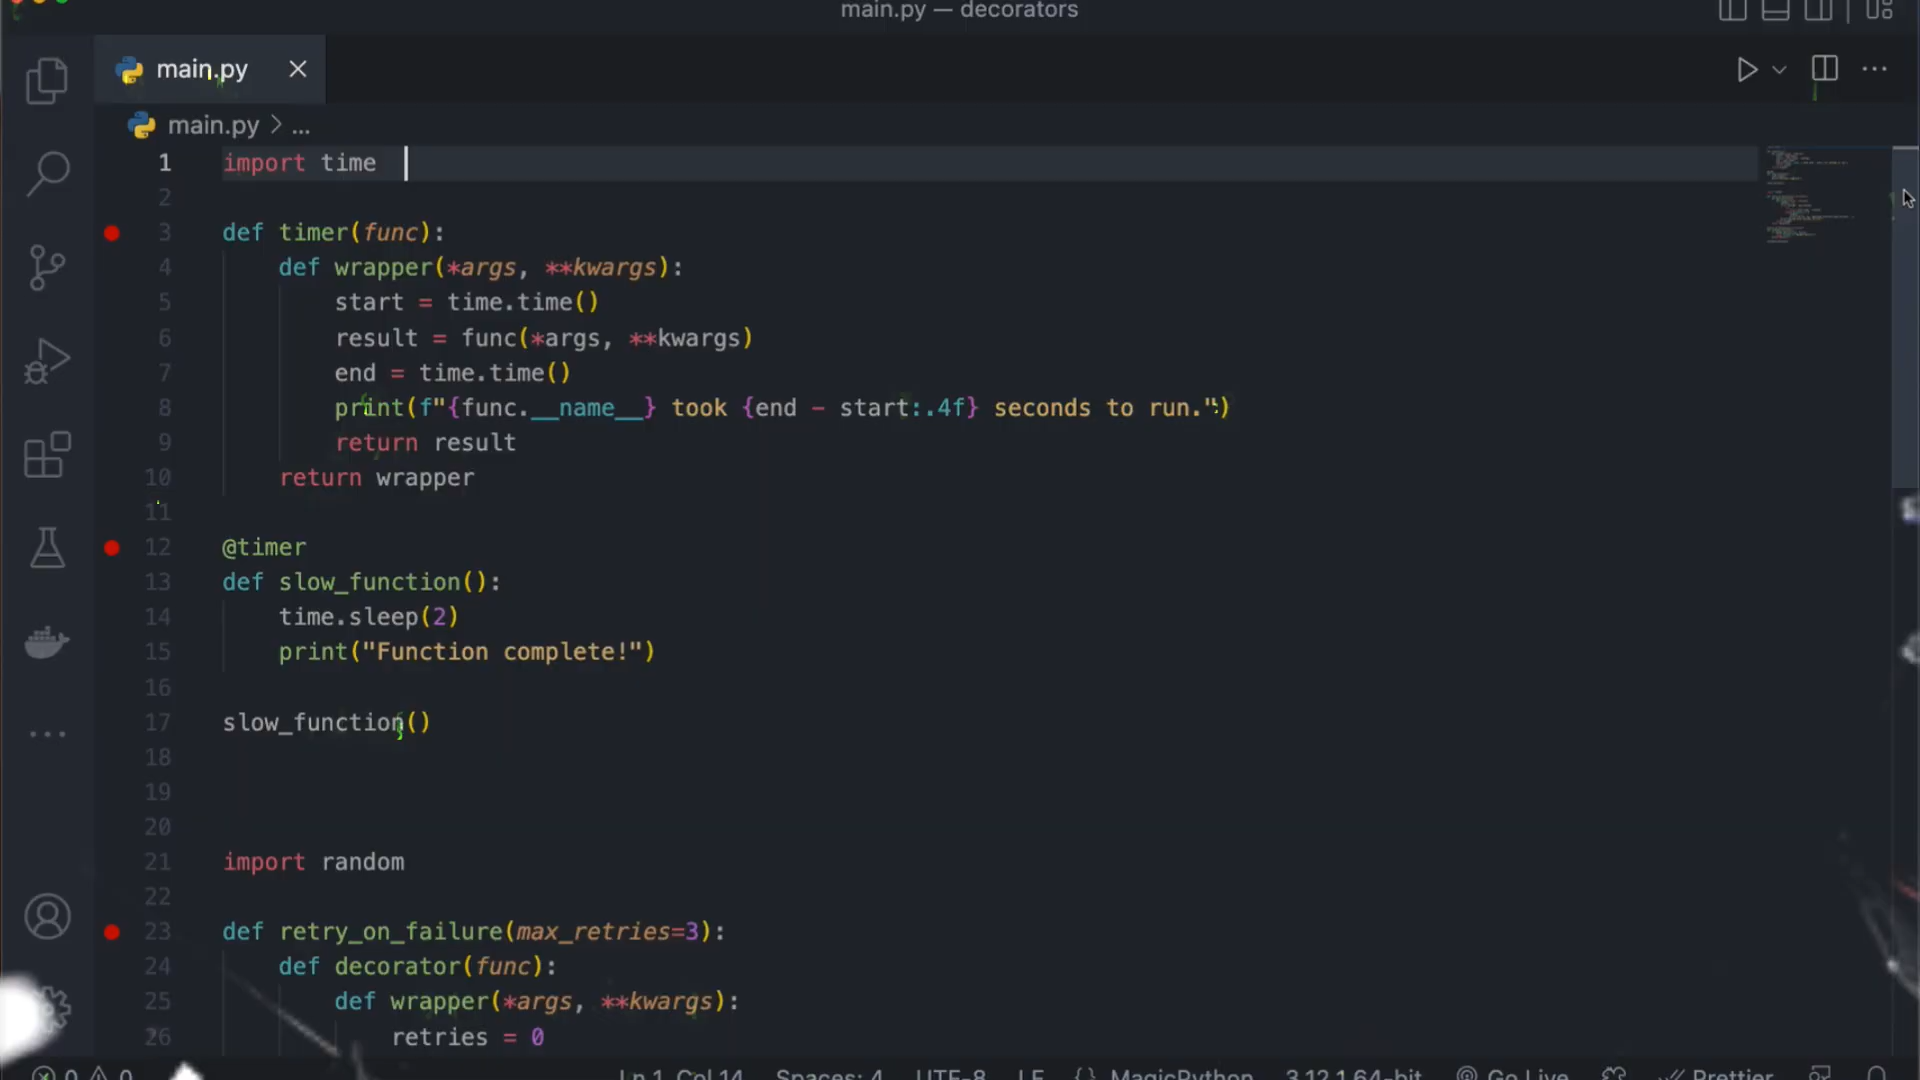 main.py — decorators
main.py
main.py > ...
1 import time
2
3 def timer(func):
4 def wrapper(*args, **kwargs):
5 start = time.time()
6 result = func(*args, **kwargs)
7 end = time.time()
8 print(f"{func.__name__} took {end - start:.4f} seconds to run.")
9 return result
10 return wrapper
11
12 @timer
13 def slow_function():
14 time.sleep(2)
15 print("Function complete!")
16
17 slow_function()
18
19
20
21 import random
22
23 def retry_on_failure(max_retries=3):
24 def decorator(func):
25 def wrapper(*args, **kwargs):
26 retries = 0
0 0 Ln 1, Col 14 Spaces: 4 UTF-8 LF {} MagicPython 3.12.1 64-bit Go Live Prettier